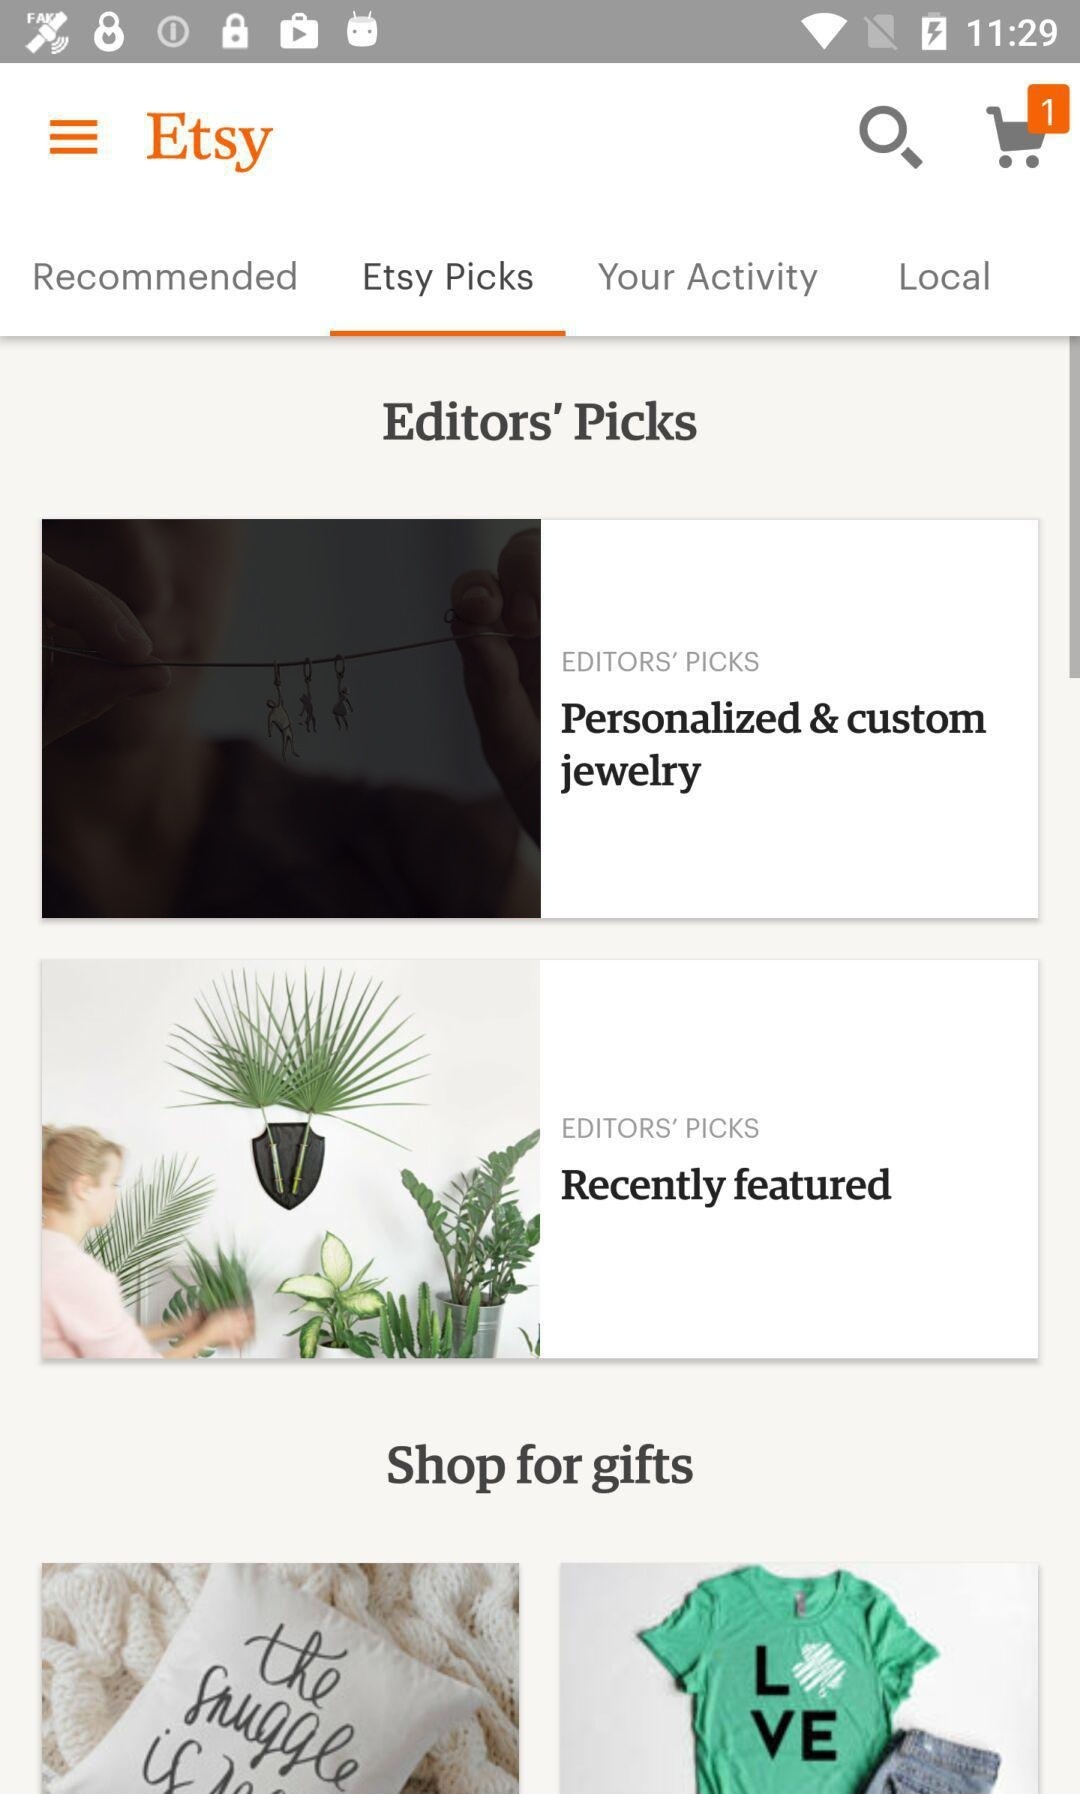 FAKE
11:29
Etsy
1
Recommended Etsy Picks Your Activity Local
Editors’ Picks
EDITORS’ PICKS
Personalized & custom
jewelry
EDITORS’ PICKS
Recently featured
Shop for gifts
the
snuggle
is
L
VE